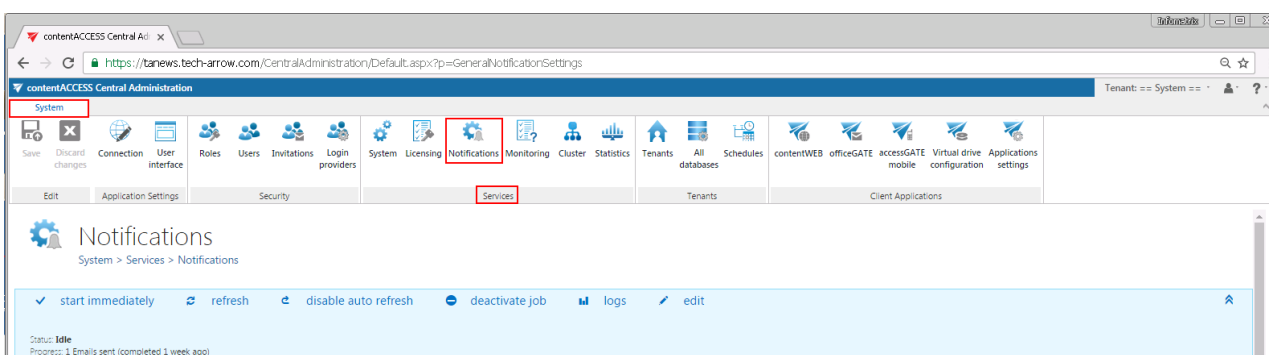 Infometrix
contentACCESS Central Ad
https://tanews.tech-arrow.com/CentralAdministration/Default.aspx?p=GeneralNotificationSettings
contentACCESS Central Administration
Tenant: == System ==
?
System
Save
Discard changes
Connection
User interface
Roles
Users
Invitations
Login providers
System
Licensing
Notifications
Monitoring
Cluster
Statistics
Tenants
All databases
Schedules
contentWEB
officeGATE
accessGATE mobile
Virtual drive configuration
Applications settings
Edit
Application Settings
Security
Services
Tenants
Client Applications
Notifications
System > Services > Notifications
start immediately
refresh
disable auto refresh
deactivate job
logs
edit
Status: Idle
Progress: 1 Emails sent (completed 1 week ago)